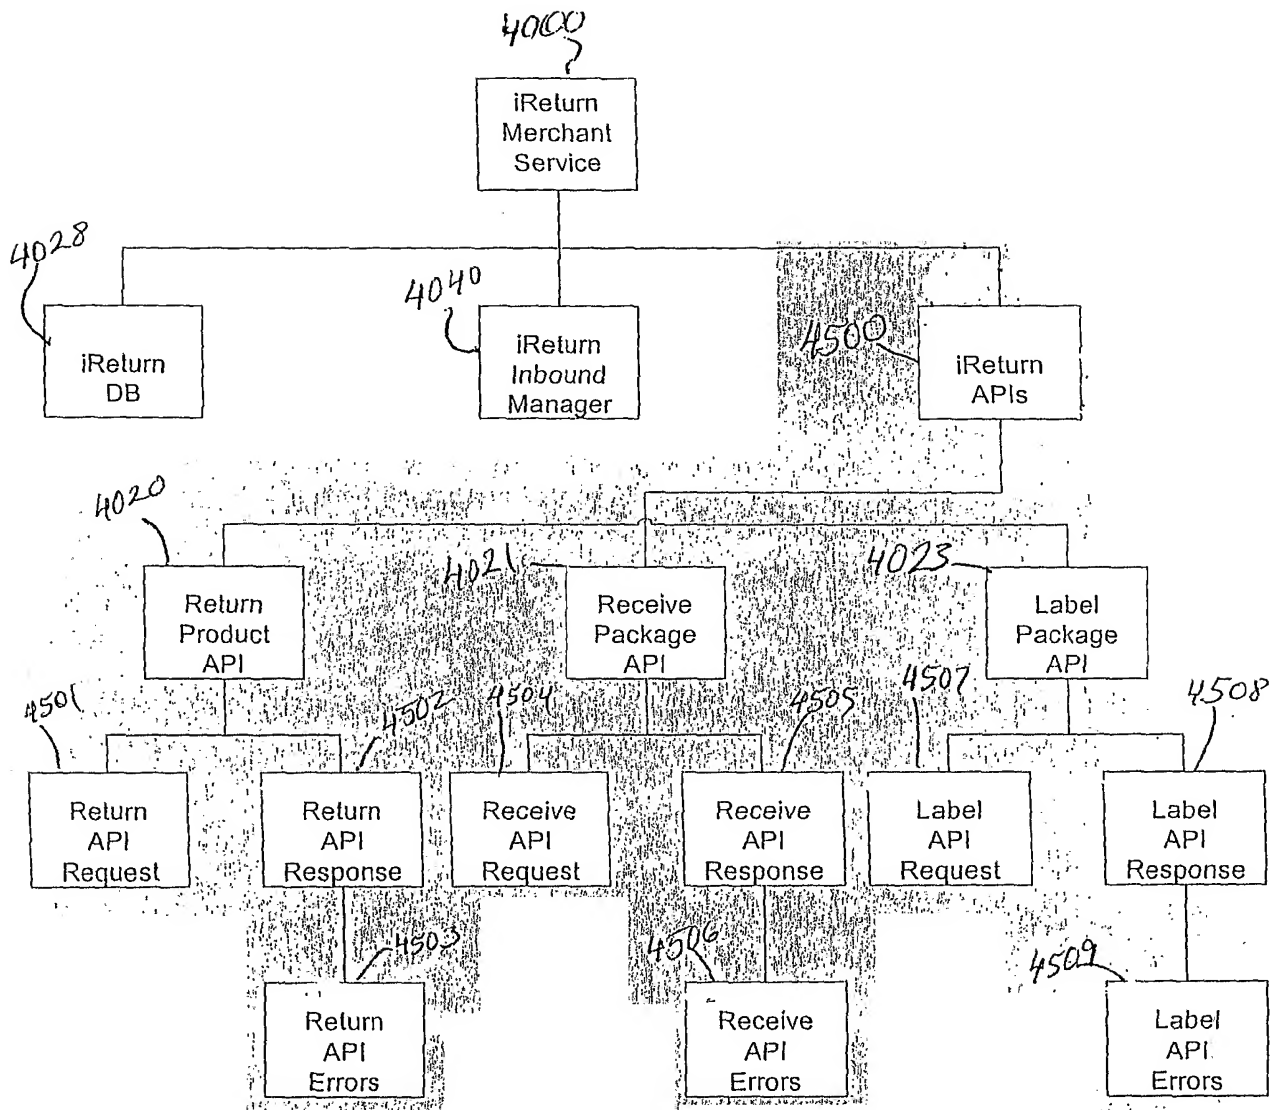 4000
iReturn
Merchant
Service
4028
4040
4500
iReturn
DB
iReturn
Inbound
Manager
iReturn
APIs
4020
4021
4023
Return
Product
API
Receive
Package
API
Label
Package
API
4501
4502
4504
4505
4507
4508
Return
API
Request
Return
API
Response
Receive
API
Request
Receive
API
Response
Label
API
Request
Label
API
Response
4503
4506
4509
Return
API
Errors
Receive
API
Errors
Label
API
Errors